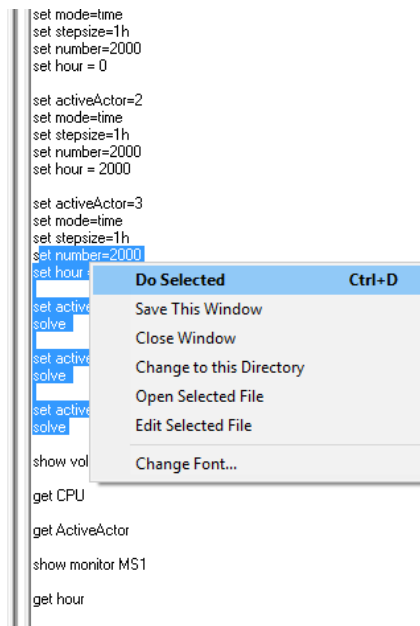 set mode=time
set stepsize=1h
set number=2000
set hour = 0
set activeActor=2
set mode=time
set stepsize=1h
set number=2000
set hour = 2000
set activeActor=3
set mode=time
set stepsize=1h
set number=2000
set hour
set active
solve
set active
solve
set active
solve
show vol
get CPU
get ActiveActor
show monitor MS1
get hour
Do Selected Ctrl+D
Save This Window
Close Window
Change to this Directory
Open Selected File
Edit Selected File
Change Font...